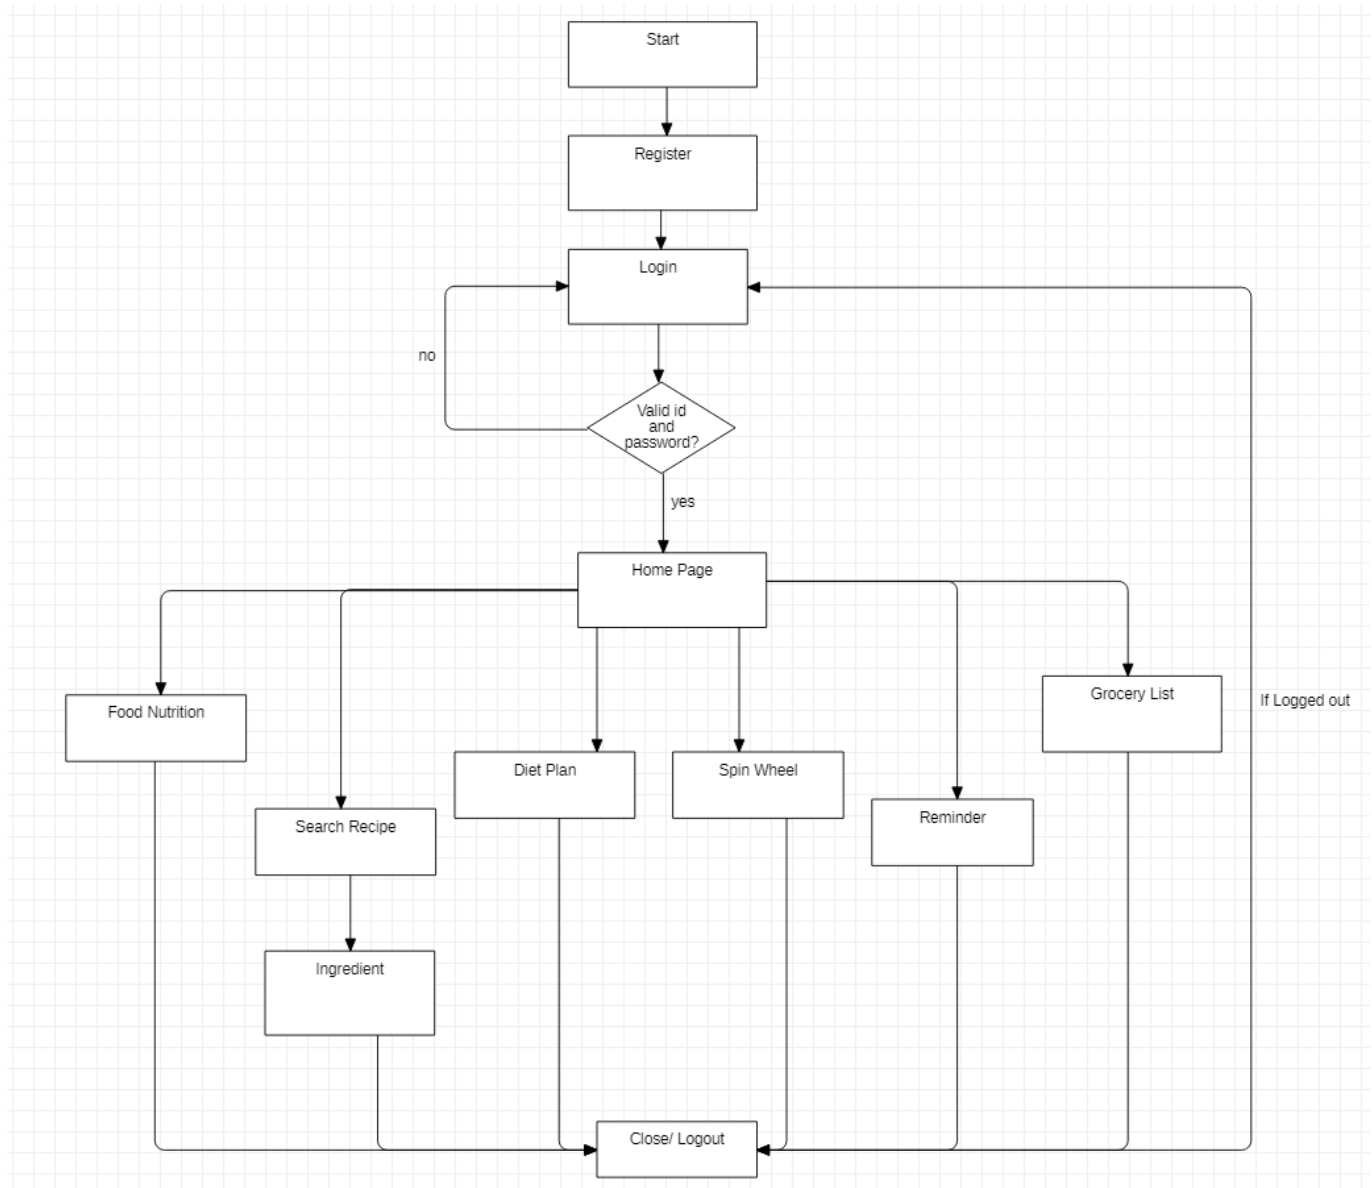 Start
Register
Login
no
Valid id
and
password?
yes
Home Page
Food Nutrition
Grocery List
If Logged out
Diet Plan
Spin Wheel
Search Recipe
Reminder
Ingredient
Close/ Logout